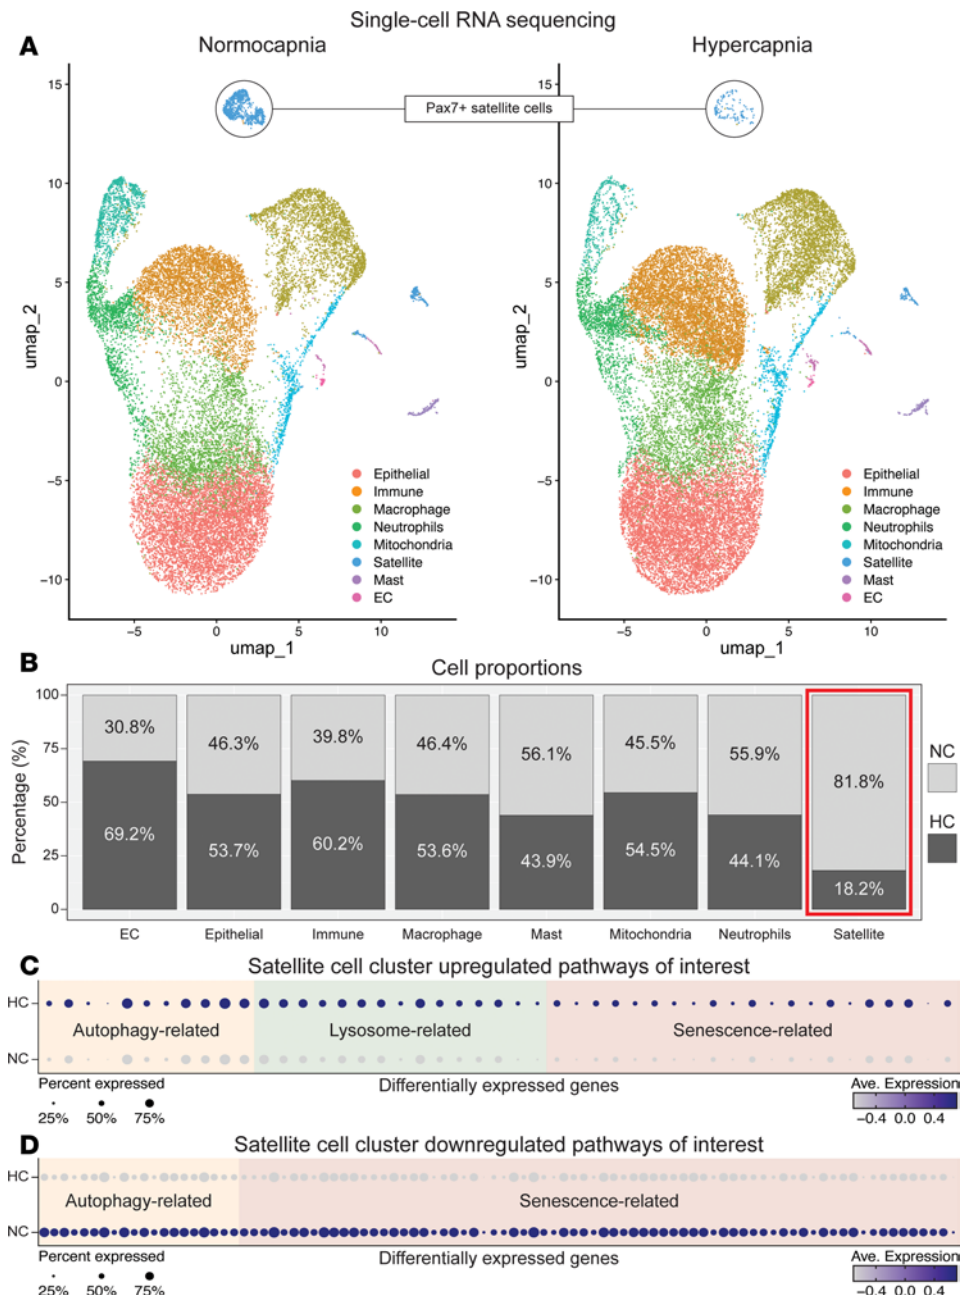 Single-cell RNA sequencing
A
Normocapnia
Hypercapnia
15
10
5
0
−5
−10
umap_2
Pax7+ satellite cells
Epithelial
Immune
Macrophage
Neutrophils
Mitochondria
Satellite
Mast
EC
−5
0
5
10
umap_1
15
10
5
0
−5
−10
umap_2
Epithelial
Immune
Macrophage
Neutrophils
Mitochondria
Satellite
Mast
EC
−5
0
5
10
umap_1
B
Cell proportions
Percentage (%)
100
75
50
25
0
30.8%
46.3%
39.8%
46.4%
56.1%
45.5%
55.9%
81.8%
69.2%
53.7%
60.2%
53.6%
43.9%
54.5%
44.1%
18.2%
NC
HC
EC
Epithelial
Immune
Macrophage
Mast
Mitochondria
Neutrophils
Satellite
C
Satellite cell cluster upregulated pathways of interest
HC
Autophagy-related
Lysosome-related
Senescence-related
NC
Percent expressed
25% 50% 75%
Differentially expressed genes
Ave. Expression
−0.4 0.0 0.4
D
Satellite cell cluster downregulated pathways of interest
HC
Autophagy-related
Senescence-related
NC
Percent expressed
25% 50% 75%
Differentially expressed genes
Ave. Expression
−0.4 0.0 0.4